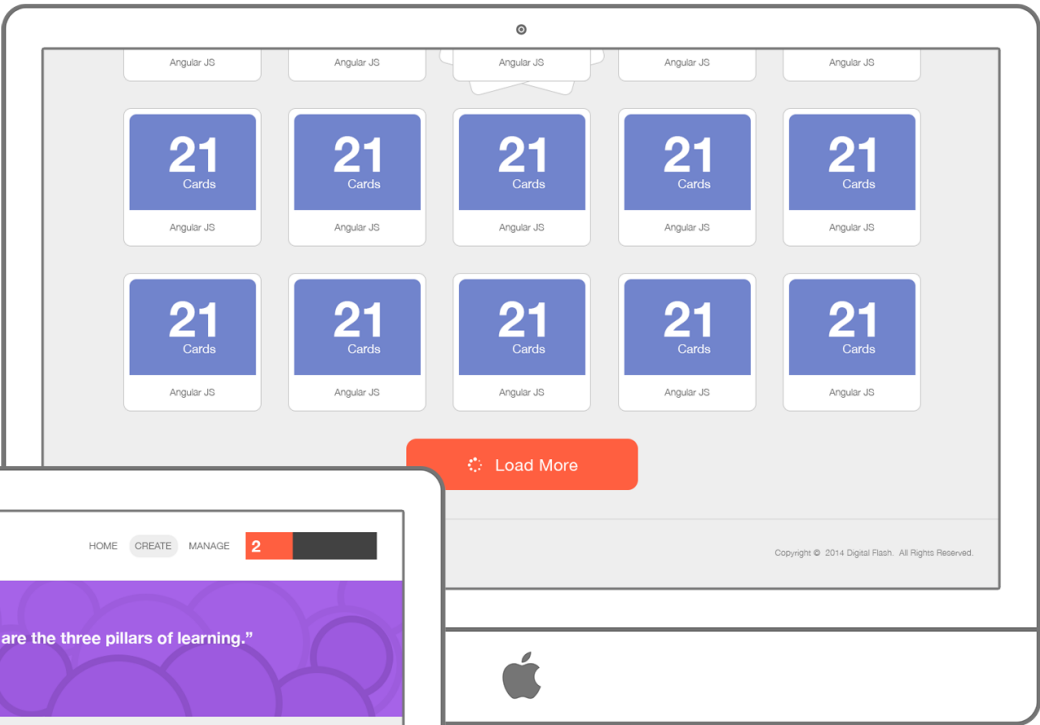 Angular JS Angular JS Angular JS Angular JS Angular JS
21 21 21 21 21
Cards Cards Cards Cards Cards
Angular JS Angular JS Angular JS Angular JS Angular JS
21 21 21 21 21
Cards Cards Cards Cards Cards
Angular JS Angular JS Angular JS Angular JS Angular JS
Load More
Copyright © 2014 Digital Flash. All Rights Reserved.
HOME CREATE MANAGE 2
are the three pillars of learning.”